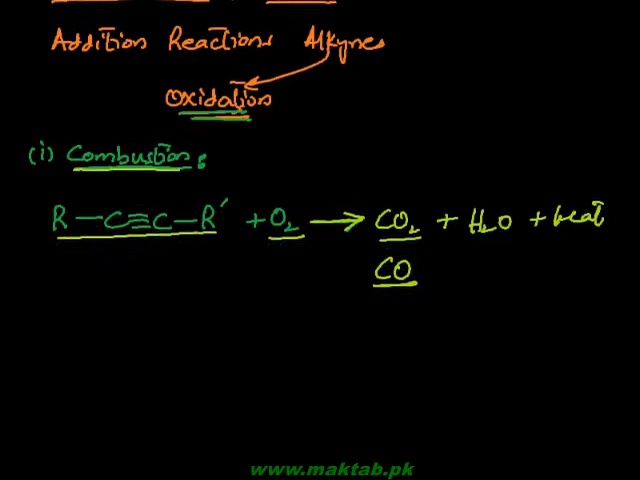 Addition Reactions Alkynes
Oxidation
(i) Combustion:
R—C≡C—R′ + O₂ ⟶ CO₂ + H₂O + heat
CO
www.maktab.pk